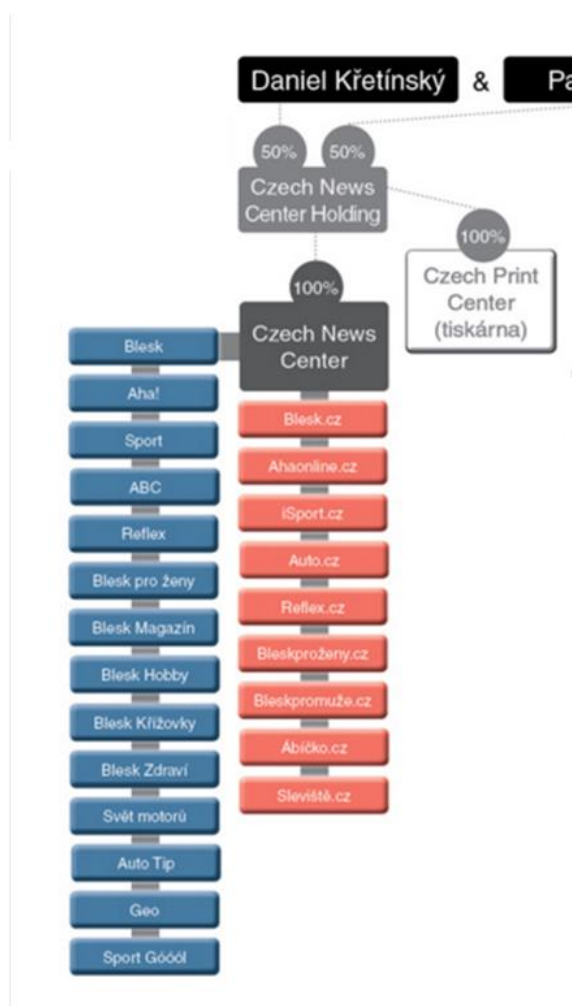 Daniel Křetínský & Pa
50% 50%
Czech News
Center Holding
100%
Czech Print
Center
(tiskárna)
100%
Czech News
Center
Blesk
Aha!
Sport
ABC
Reflex
Blesk pro ženy
Blesk Magazín
Blesk Hobby
Blesk Křížovky
Blesk Zdraví
Svět motorů
Auto Tip
Geo
Sport Góóól
Blesk.cz
Ahaonline.cz
iSport.cz
Auto.cz
Reflex.cz
Bleskproženy.cz
Bleskpromuže.cz
Ábíčko.cz
Sleviště.cz